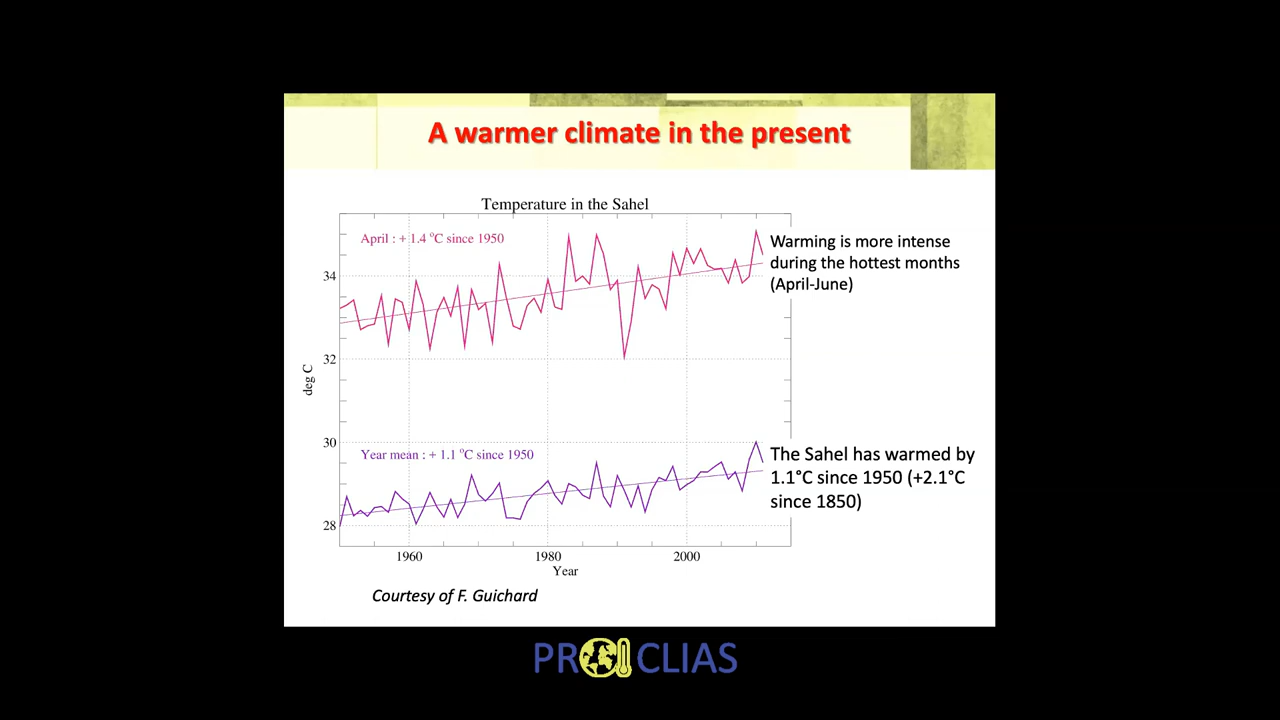 A warmer climate in the present
Temperature in the Sahel
April : + 1.4 °C since 1950
Warming is more intense
during the hottest months
(April-June)
34
32
deg C
30
Year mean : + 1.1 °C since 1950
The Sahel has warmed by
1.1°C since 1950 (+2.1°C
since 1850)
28
1960 1980 2000
Year
Courtesy of F. Guichard
PROCLIAS